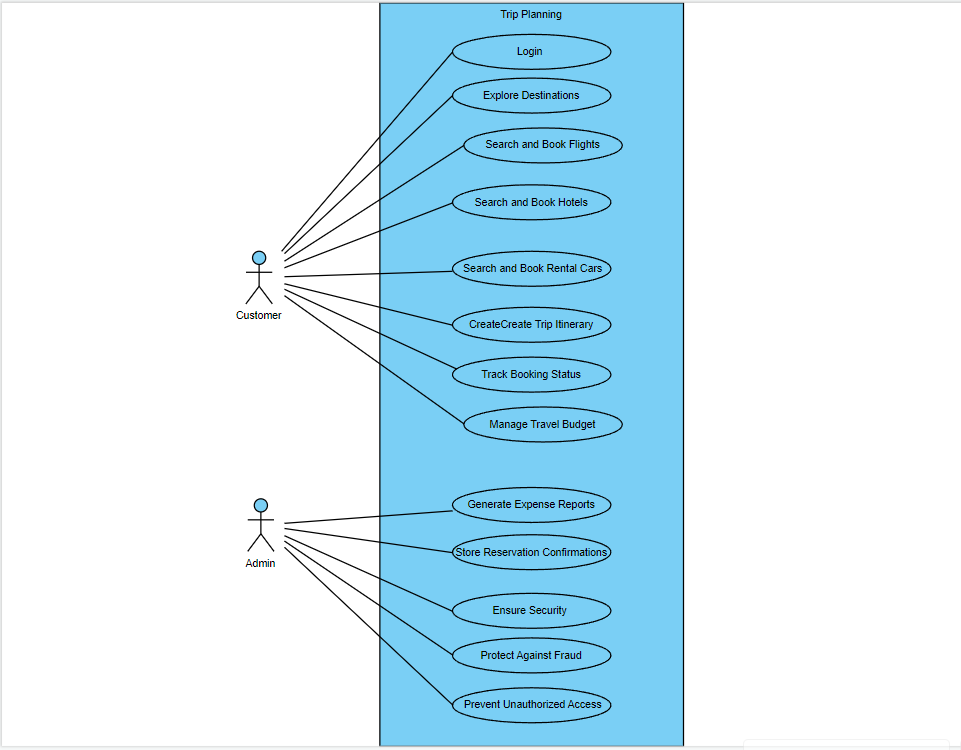 Trip Planning
Login
Explore Destinations
Search and Book Flights
Search and Book Hotels
Search and Book Rental Cars
Customer
CreateCreate Trip Itinerary
Track Booking Status
Manage Travel Budget
Generate Expense Reports
Store Reservation Confirmations
Admin
Ensure Security
Protect Against Fraud
Prevent Unauthorized Access